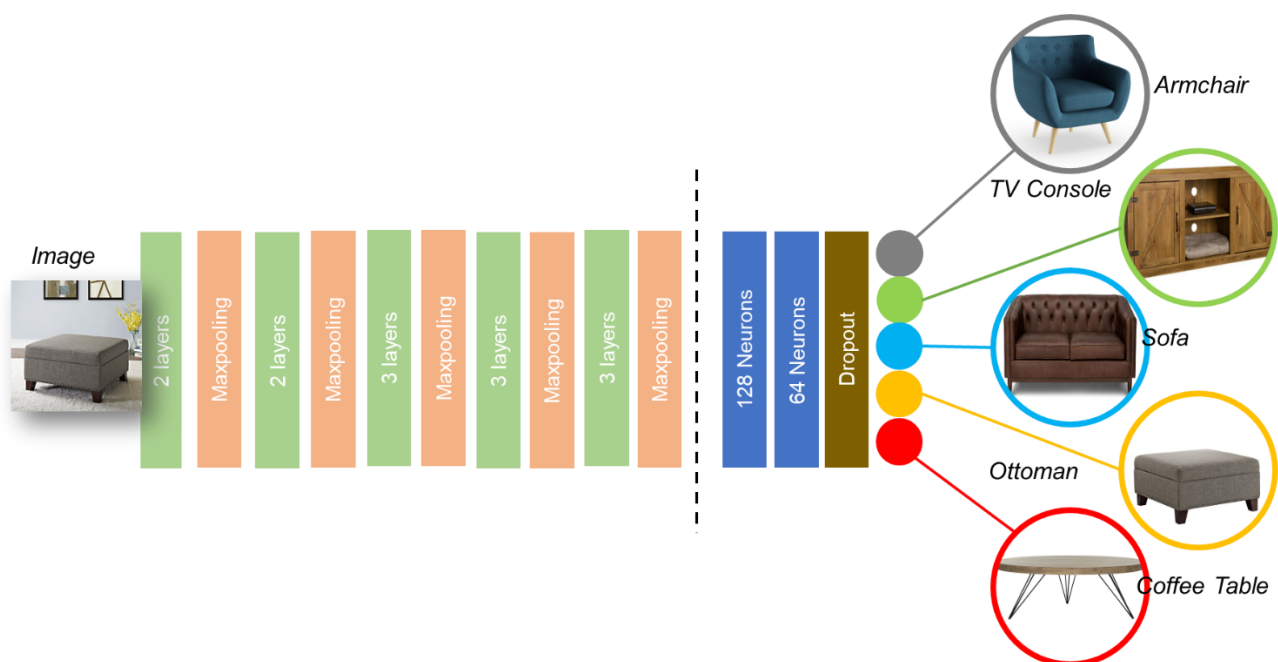 Image
2 layers
Maxpooling
2 layers
Maxpooling
3 layers
Maxpooling
3 layers
Maxpooling
3 layers
Maxpooling
128 Neurons
64 Neurons
Dropout
Armchair
TV Console
Sofa
Ottoman
Coffee Table